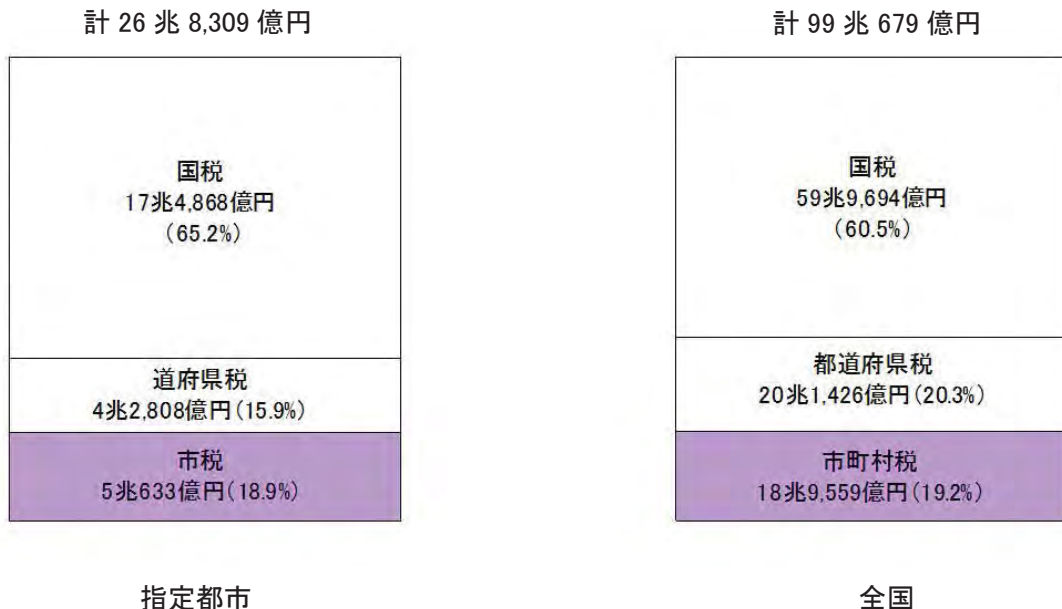 計 26 兆 8,309 億円
国税
17兆4,868億円
（65.2%）
道府県税
4兆2,808億円（15.9%）
市税
5兆633億円（18.9%）
指定都市
計 99 兆 679 億円
国税
59兆9,694億円
（60.5%）
都道府県税
20兆1,426億円（20.3%）
市町村税
18兆9,559億円（19.2%）
全国